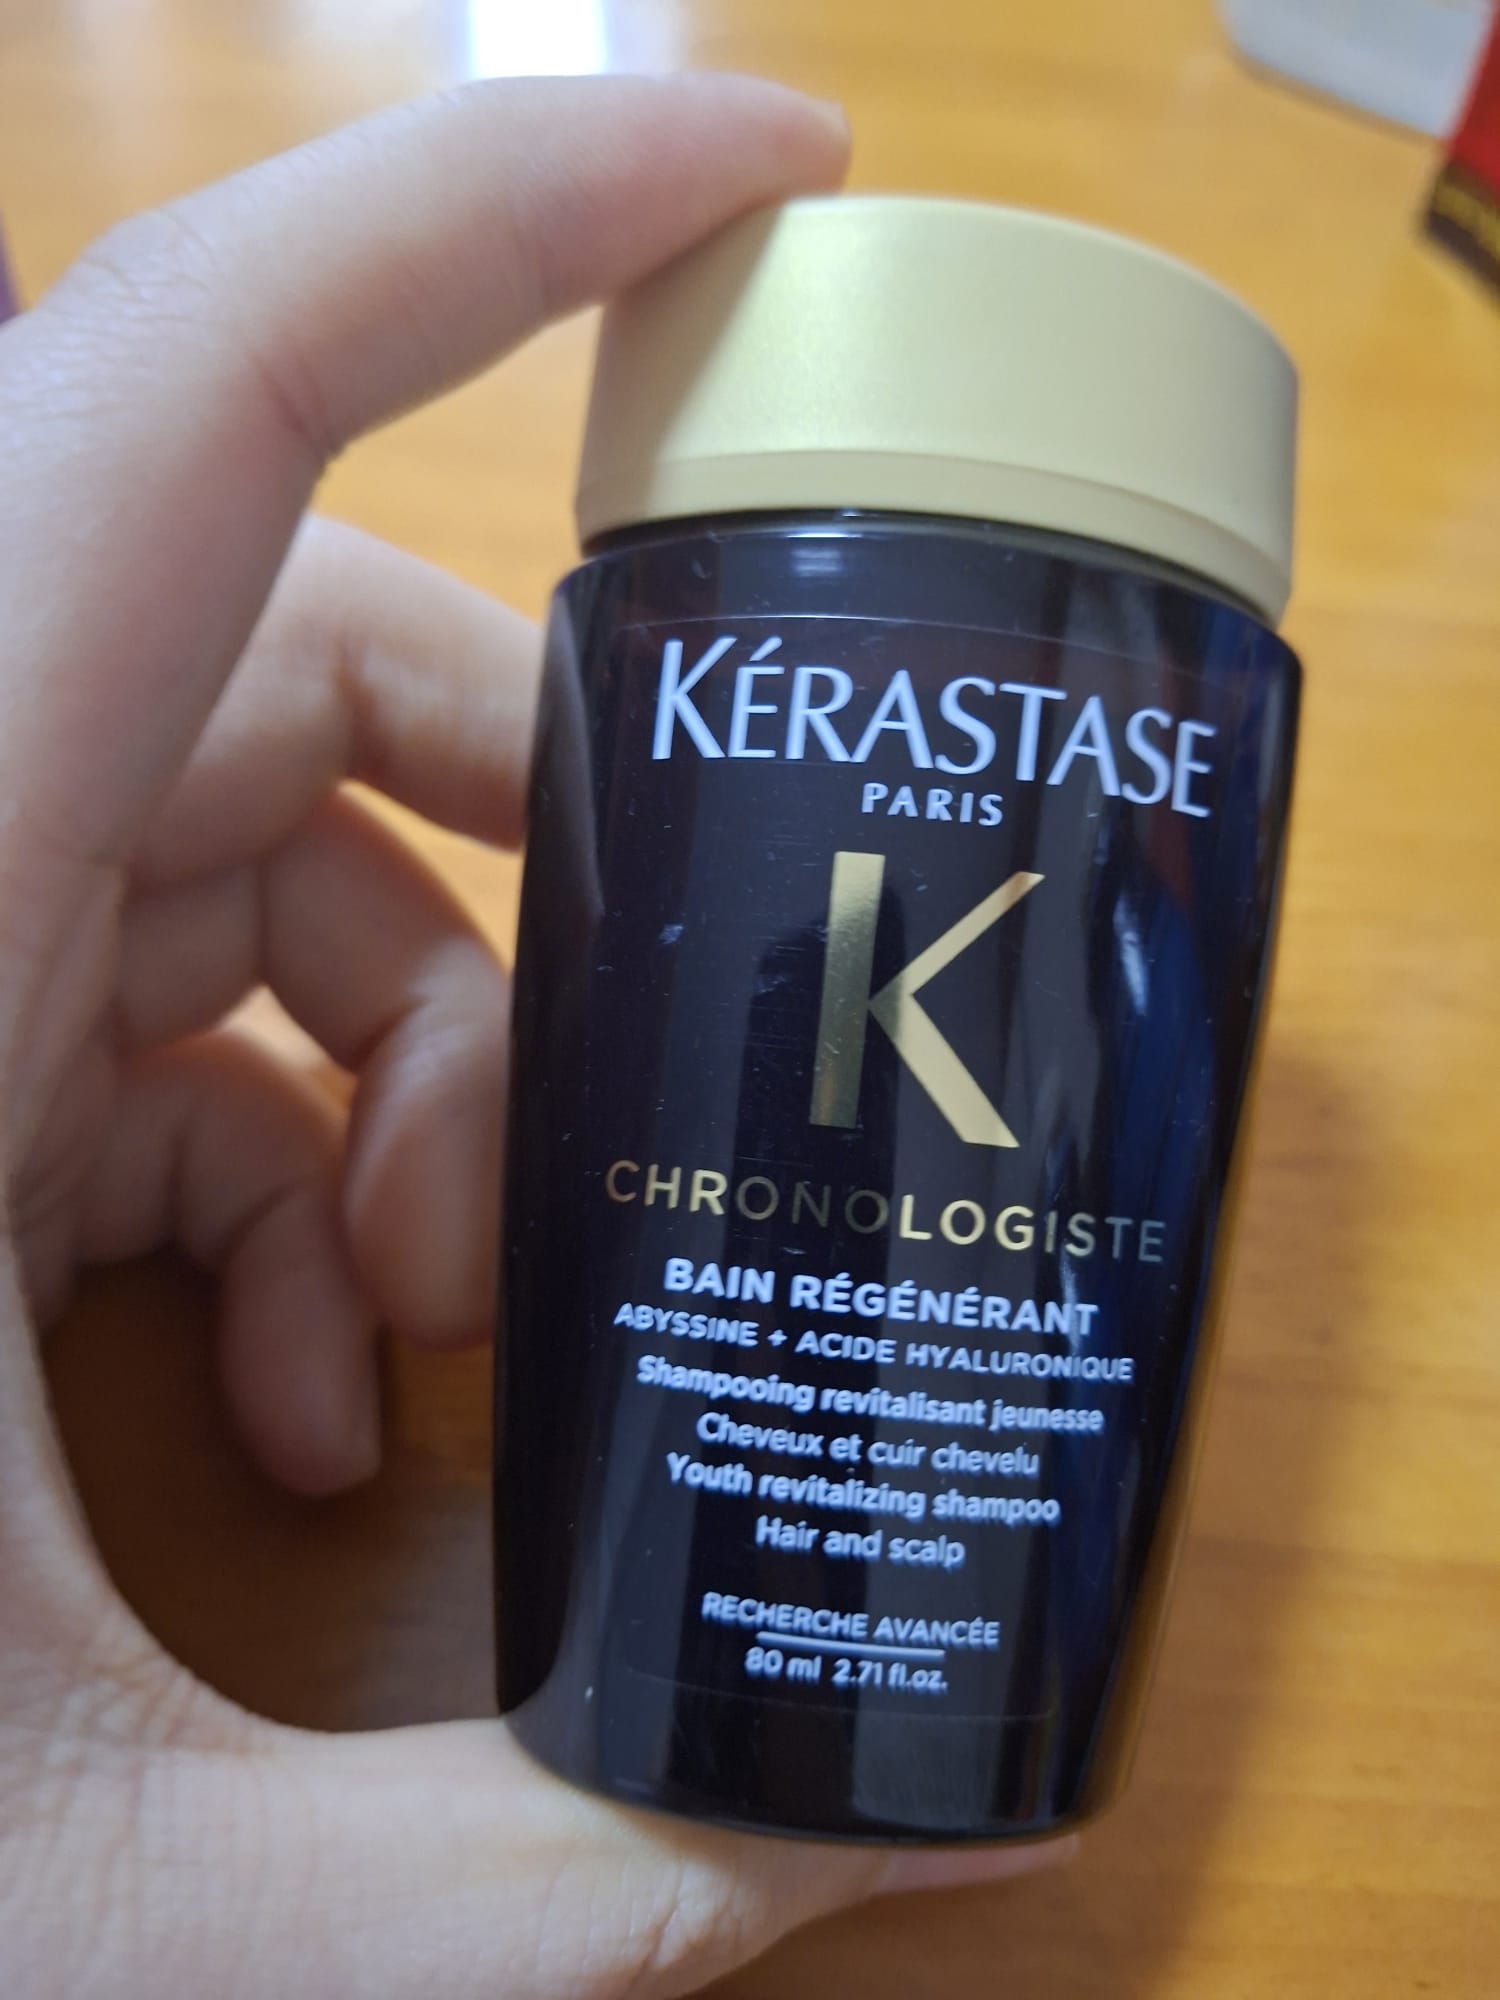 KÉRASTASE
PARIS
K
CHRONOLOGISTE
BAIN RÉGÉNÉRANT
ABYSSINE + ACIDE HYALURONIQUE
Shampooing revitalisant jeunesse
Cheveux et cuir chevelu
Youth revitalizing shampoo
Hair and scalp
RECHERCHE AVANCÉE
80 ml 2.71 fl.oz.